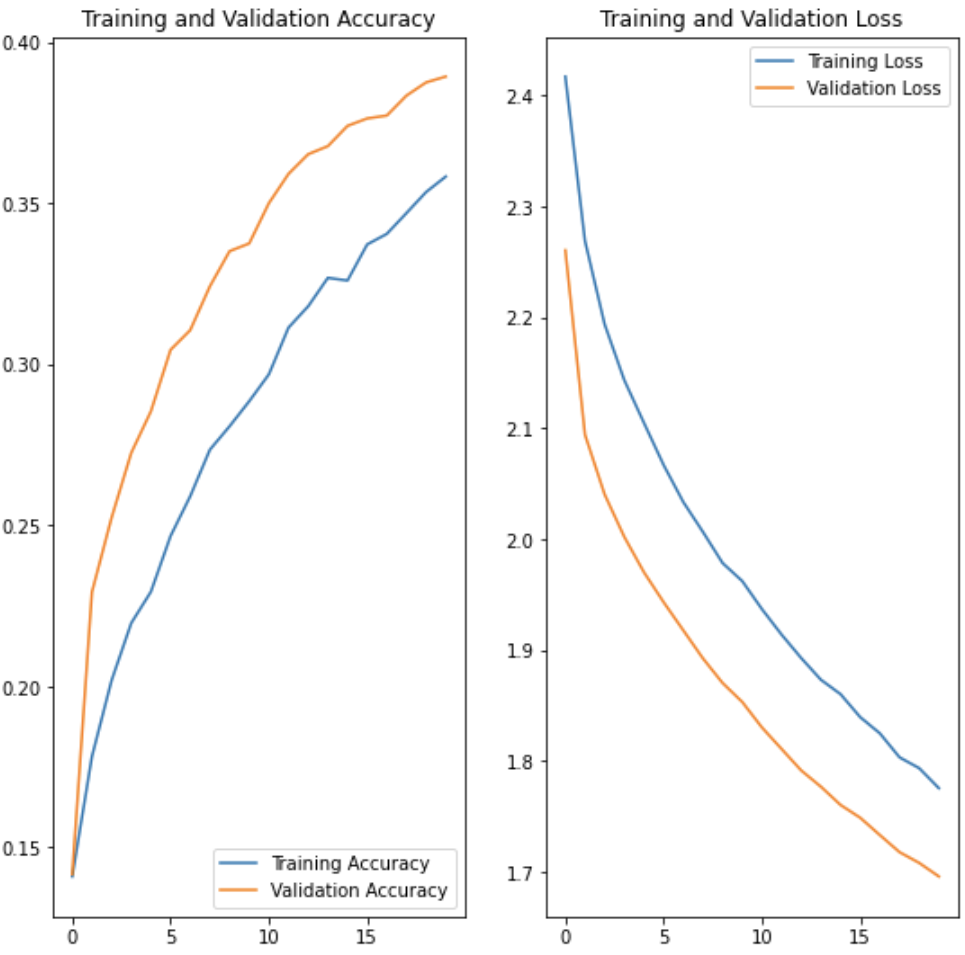 Training and Validation Accuracy
0.40
0.35
0.30
0.25
0.20
0.15
0 5 10 15
Training Accuracy
Validation Accuracy
Training and Validation Loss
2.4
2.3
2.2
2.1
2.0
1.9
1.8
1.7
0 5 10 15
Training Loss
Validation Loss